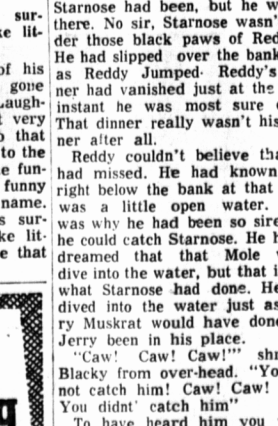 sur-
ke lit-
of his
gone
Laugh-
t very
o that
to the
e fun-
funny
name.
s sur-
ke lit-
e that
Starnose had been, but he w
there. No sir, Starnose wasn'
der those black paws of Red
He had slipped over the bank
as Reddy Jumped. Reddy's
ner had vanished just at the
instant he was most sure
That dinner really wasn't his
ner after all.
Reddy couldn't believe tha
had missed. He had known
right below the bank at that
was a little open water.
was why he had been so sire
he could catch Starnose. He h
dreamed that that Mole
dive into the water, but that i
what Starnose had done. He
dived into the water just as
ry Muskrat would have done
Jerry been in his place.
"Caw! Caw! Caw!'" shr
Blacky from over-head. "Yo
not catch him! Caw! Caw!
You didnt' catch him"
To have heard him you